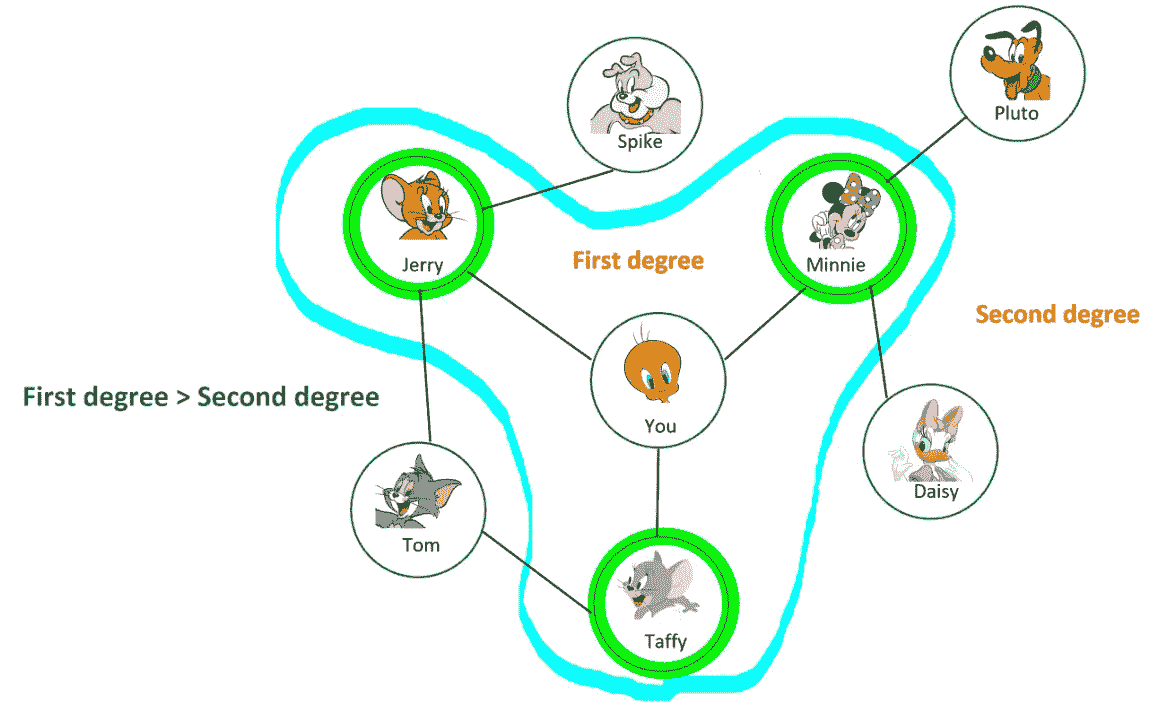 Pluto
Spike
Jerry
First degree
Minnie
Second degree
First degree > Second degree
You
Daisy
Tom
Taffy